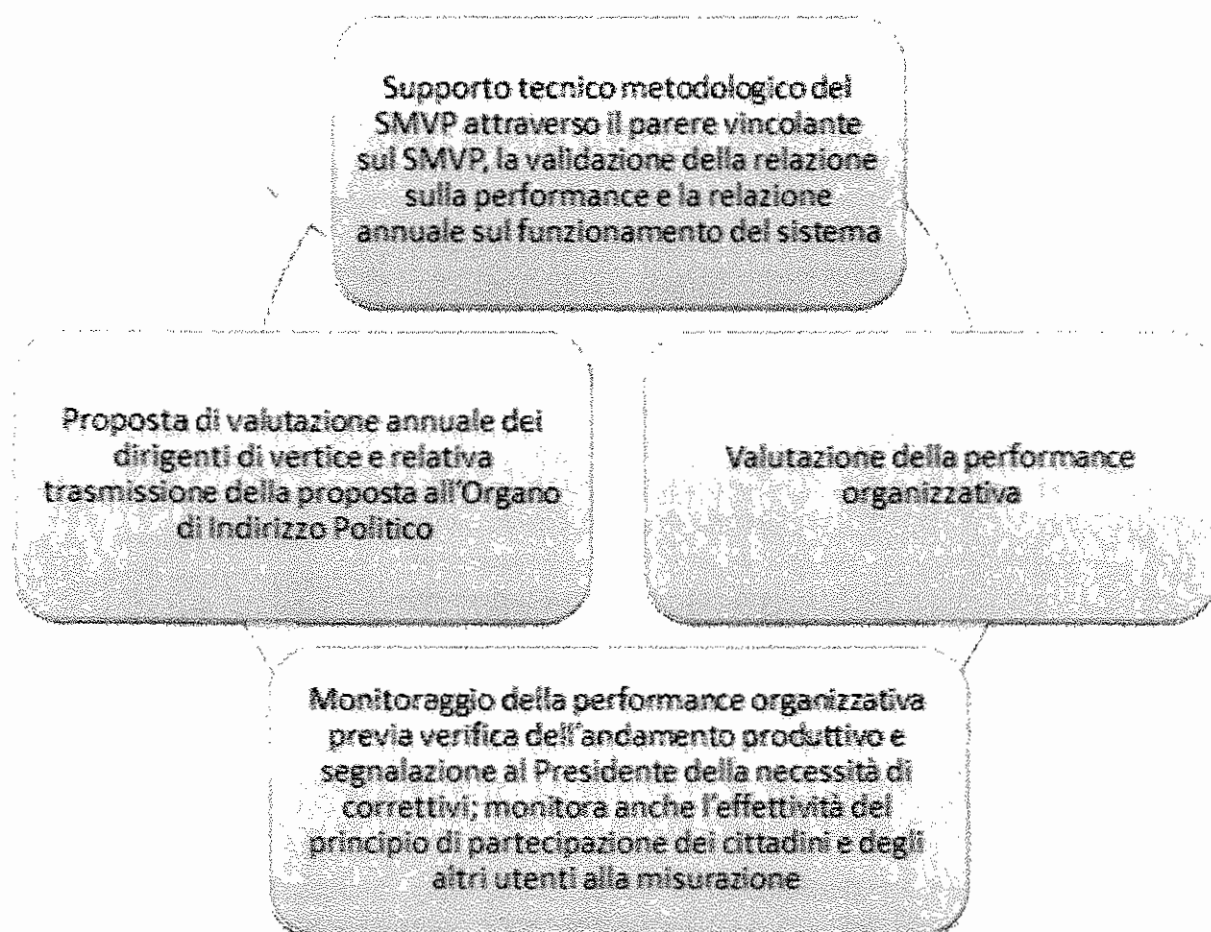 Supporto tecnico metodologico del
SMVP attraverso il parere vincolante
sul SMVP, la validazione della relazione
sulla performance e la relazione
annuale sul funzionamento del sistema
Proposta di valutazione annuale dei
dirigenti di vertice e relativa
trasmissione della proposta all'Organo
di Indirizzo Politico
Valutazione della performance
organizzativa
Monitoraggio della performance organizzativa
previa verifica dell'andamento produttivo e
segnalazione al Presidente della necessità di
correttivi; monitora anche l'effettività del
principio di partecipazione dei cittadini e degli
altri utenti alla misurazione